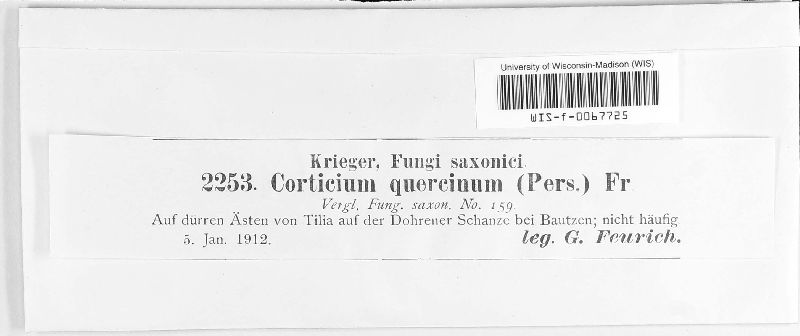 University of Wisconsin-Madison (WIS)
WIS-f-0067725
Krieger, Fungi saxonici.
2253. Corticium quercinum (Pers.) Fr
Vergl. Fung. saxon. No. 159.
Auf dürren Ästen von Tilia auf der Dohrener Schanze bei Bautzen; nicht häufig
5. Jan. 1912. leg. G. Feurich.